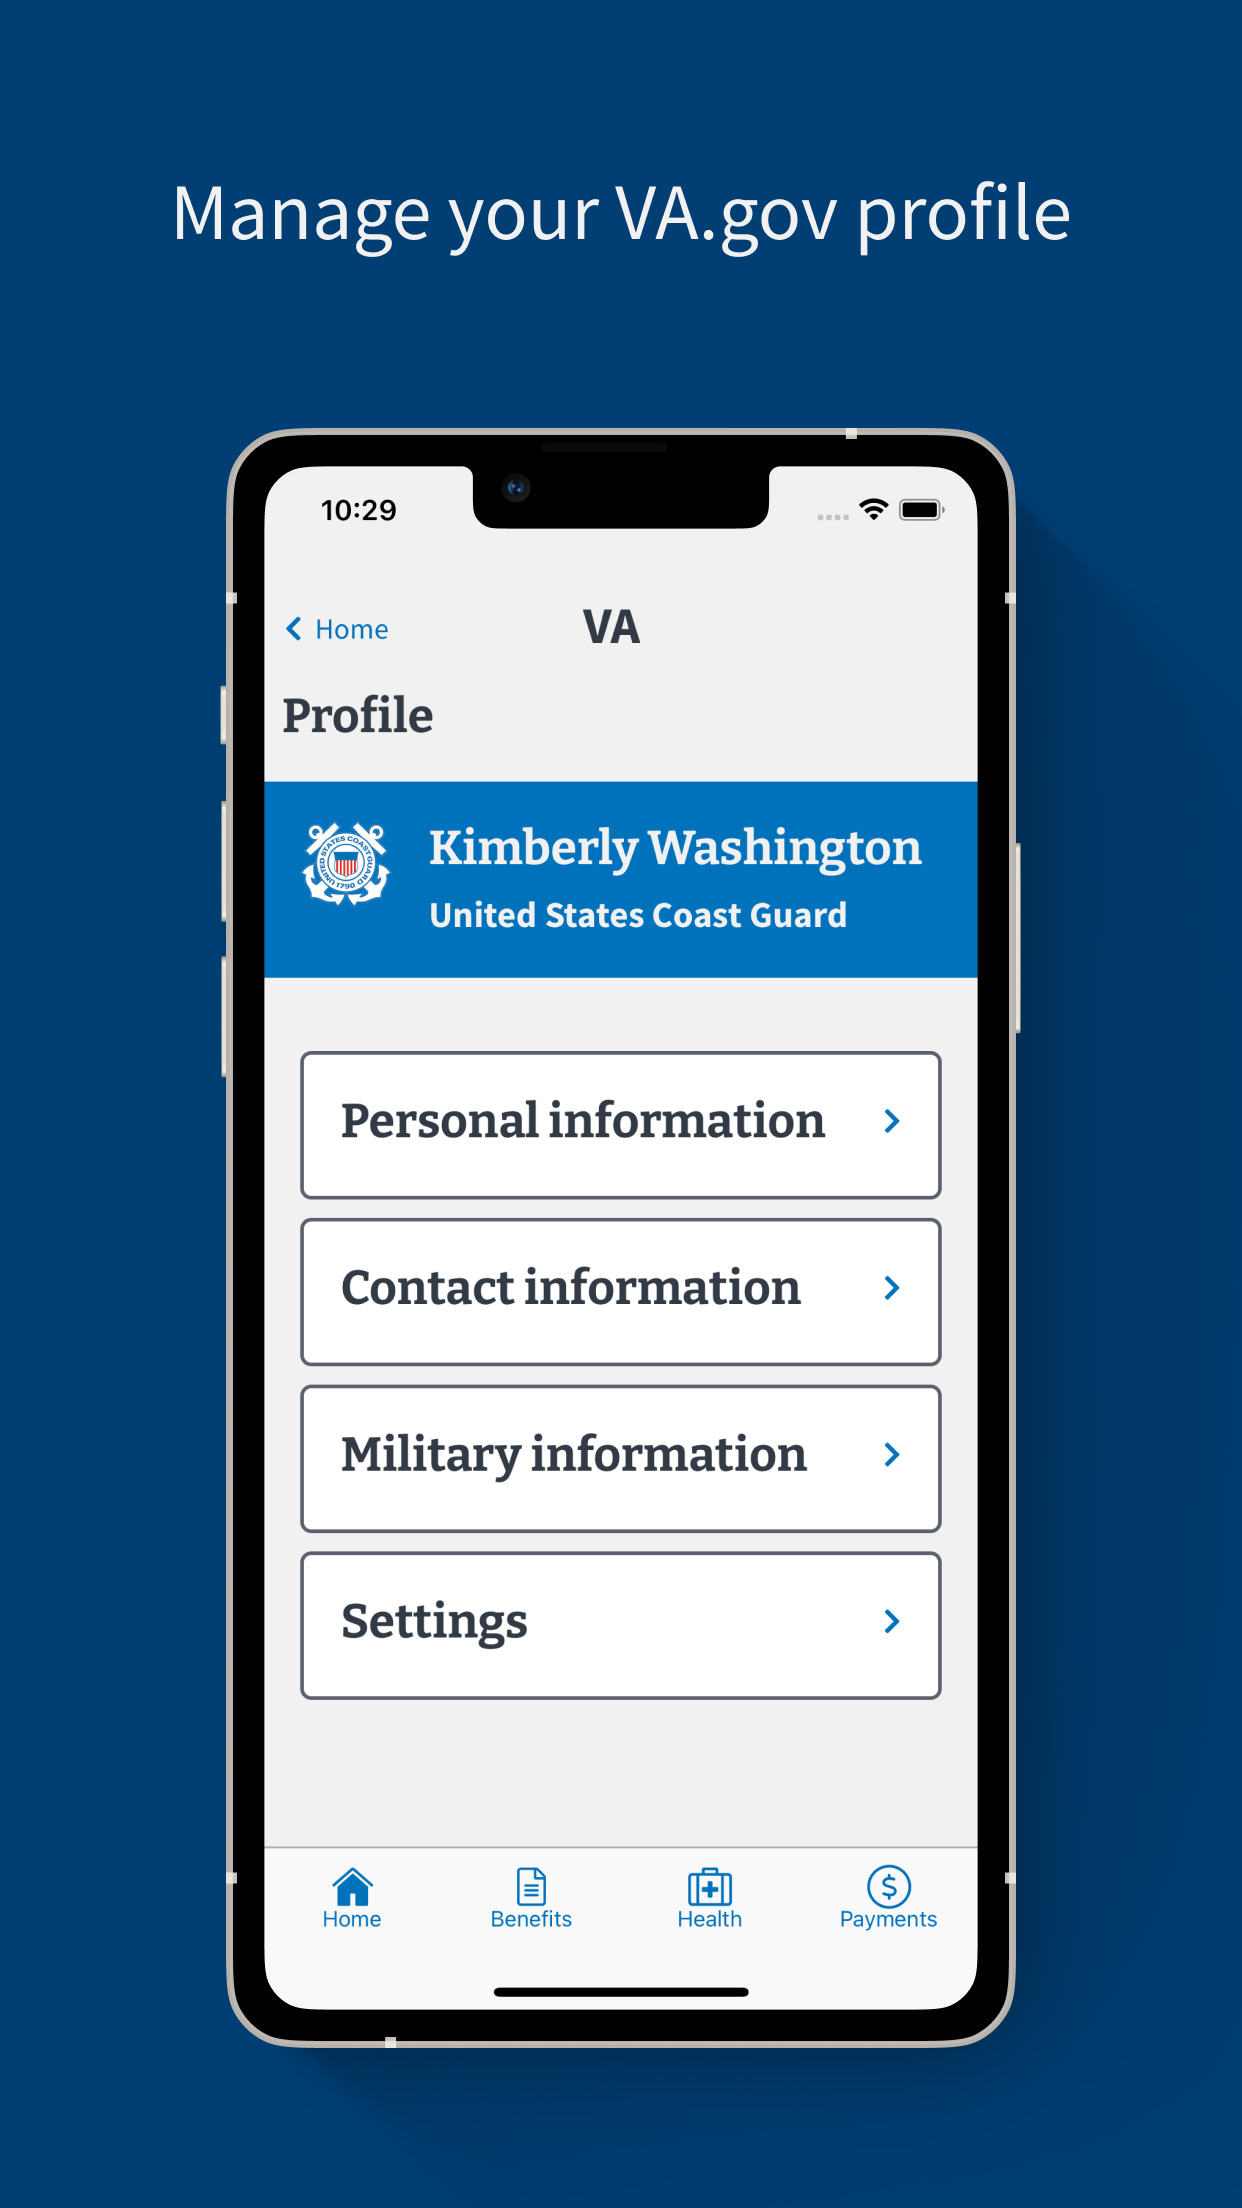 Manage your VA.gov profile
10:29
Home
VA
Profile
UNITED STATES COAST GUARD
1790
Kimberly Washington
United States Coast Guard
Personal information
Contact information
Military information
Settings
Home
Benefits
Health
Payments